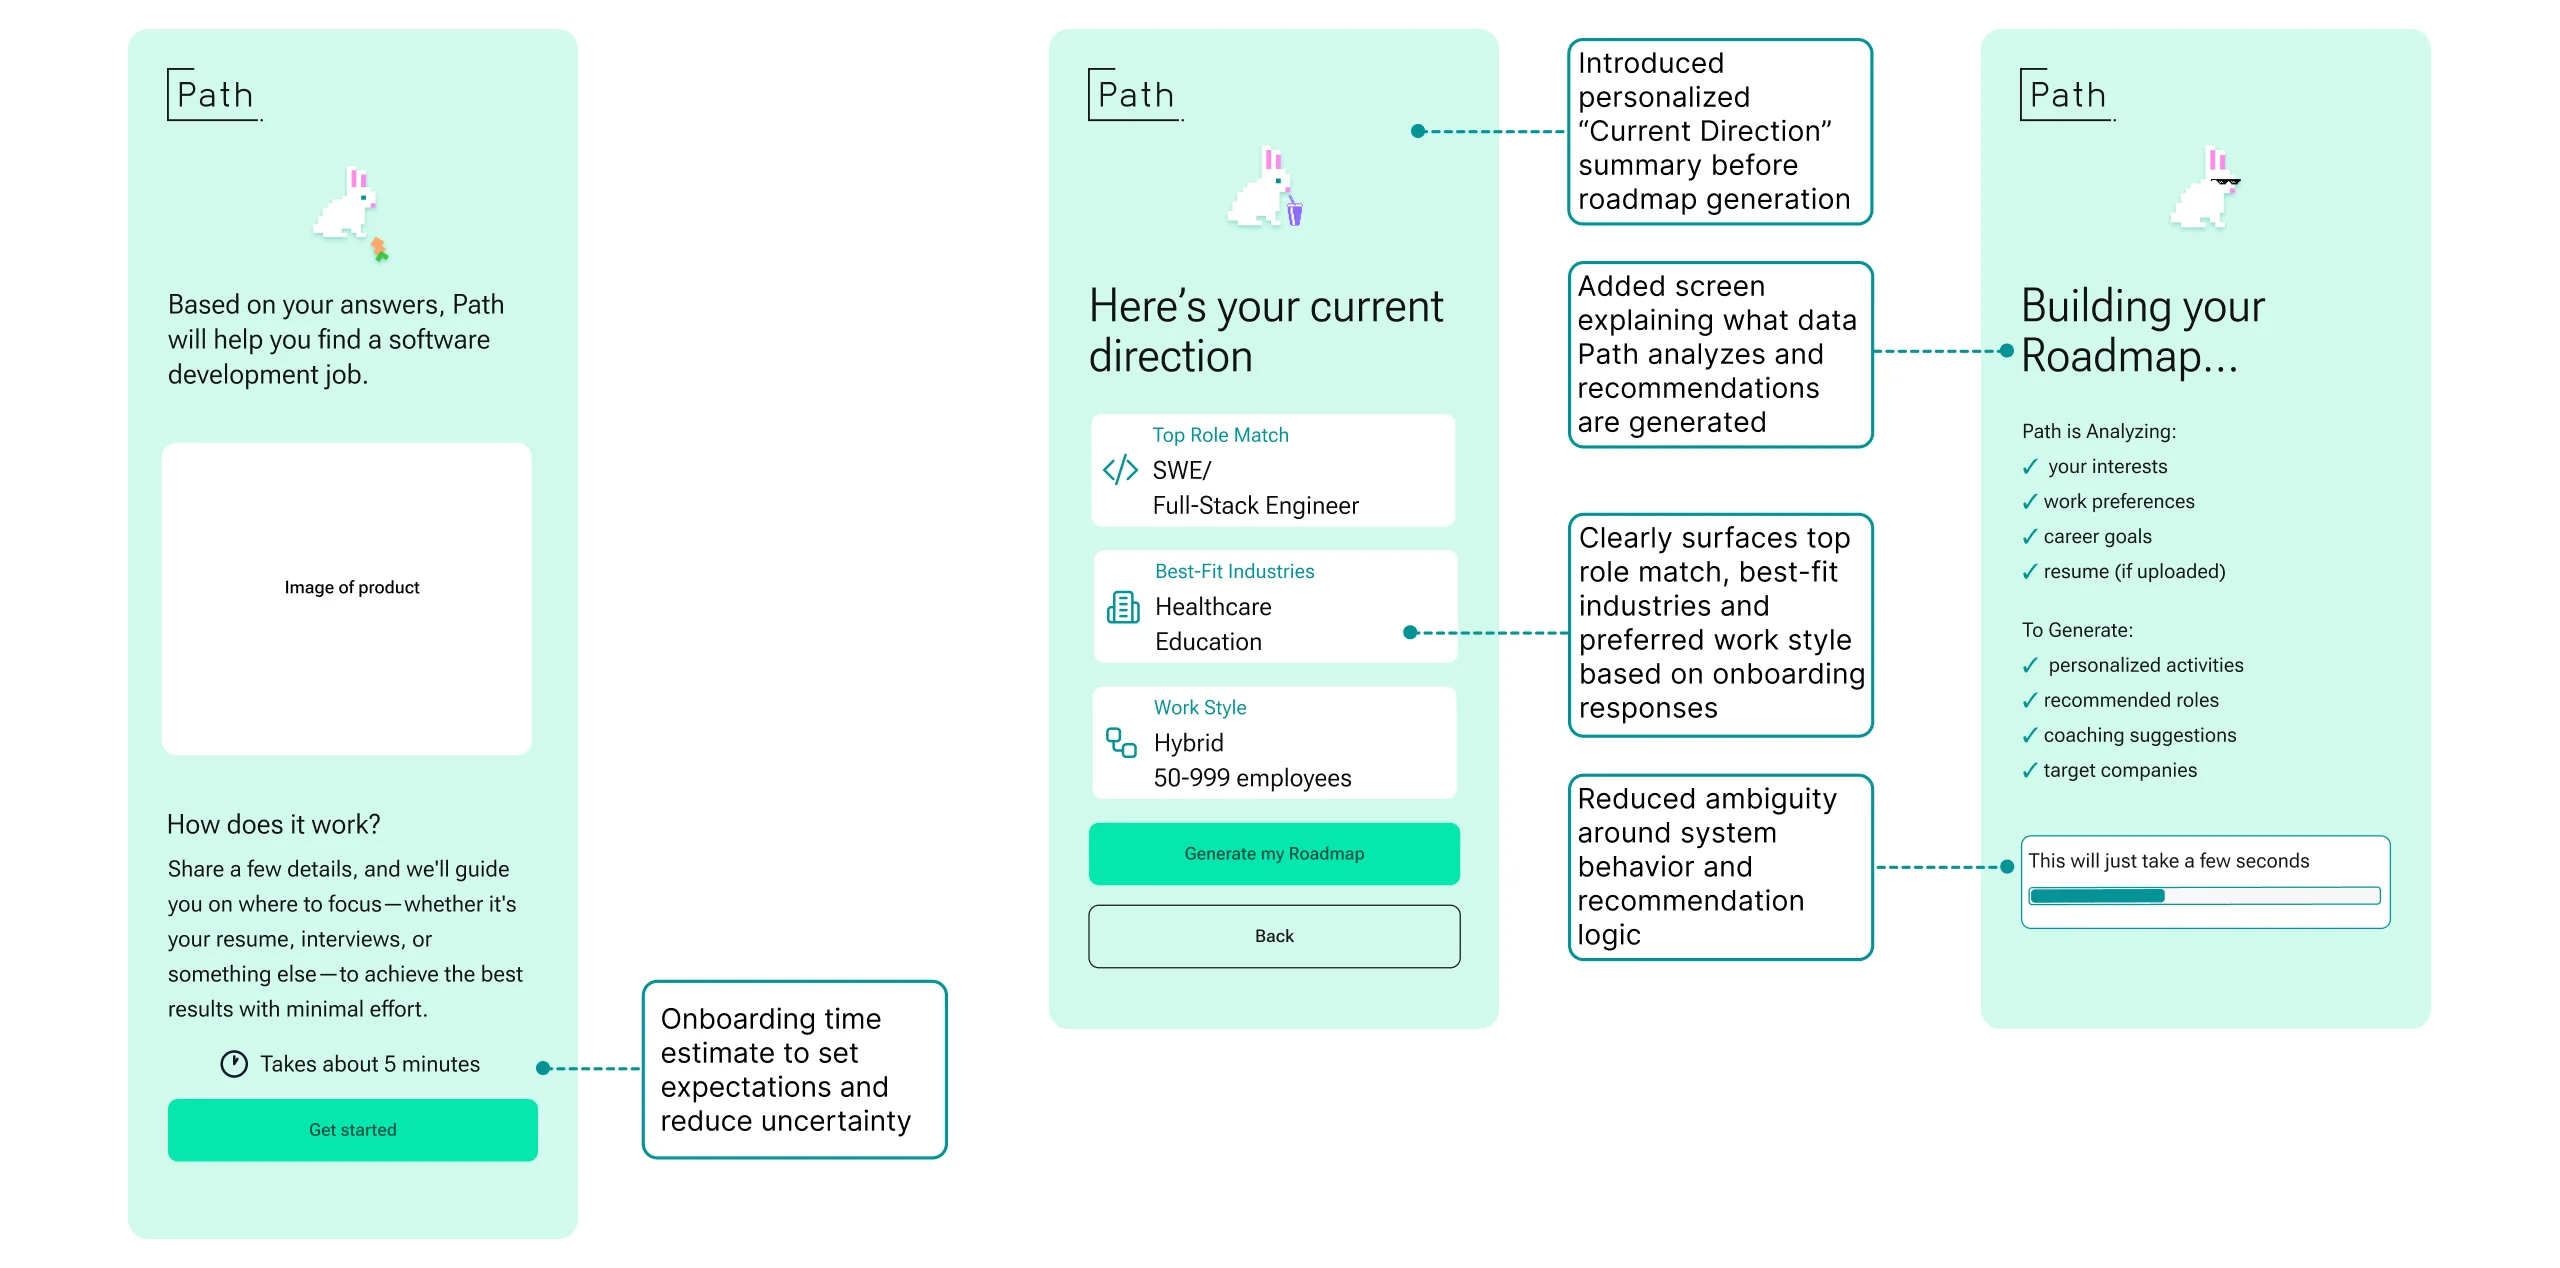 Path
Based on your answers, Path
will help you find a software
development job.
Image of product
How does it work?
Share a few details, and we'll guide
you on where to focus—whether it's
your resume, interviews, or
something else—to achieve the best
results with minimal effort.
Takes about 5 minutes
Get started
Onboarding time
estimate to set
expectations and
reduce uncertainty
Path
Here’s your current
direction
Top Role Match
SWE/
Full-Stack Engineer
Best-Fit Industries
Healthcare
Education
Work Style
Hybrid
50-999 employees
Generate my Roadmap
Back
Introduced
personalized
“Current Direction”
summary before
roadmap generation
Added screen
explaining what data
Path analyzes and
recommendations
are generated
Clearly surfaces top
role match, best-fit
industries and
preferred work style
based on onboarding
responses
Reduced ambiguity
around system
behavior and
recommendation
logic
Path
Building your
Roadmap...
Path is Analyzing:
✓ your interests
✓ work preferences
✓ career goals
✓ resume (if uploaded)
To Generate:
✓ personalized activities
✓ recommended roles
✓ coaching suggestions
✓ target companies
This will just take a few seconds